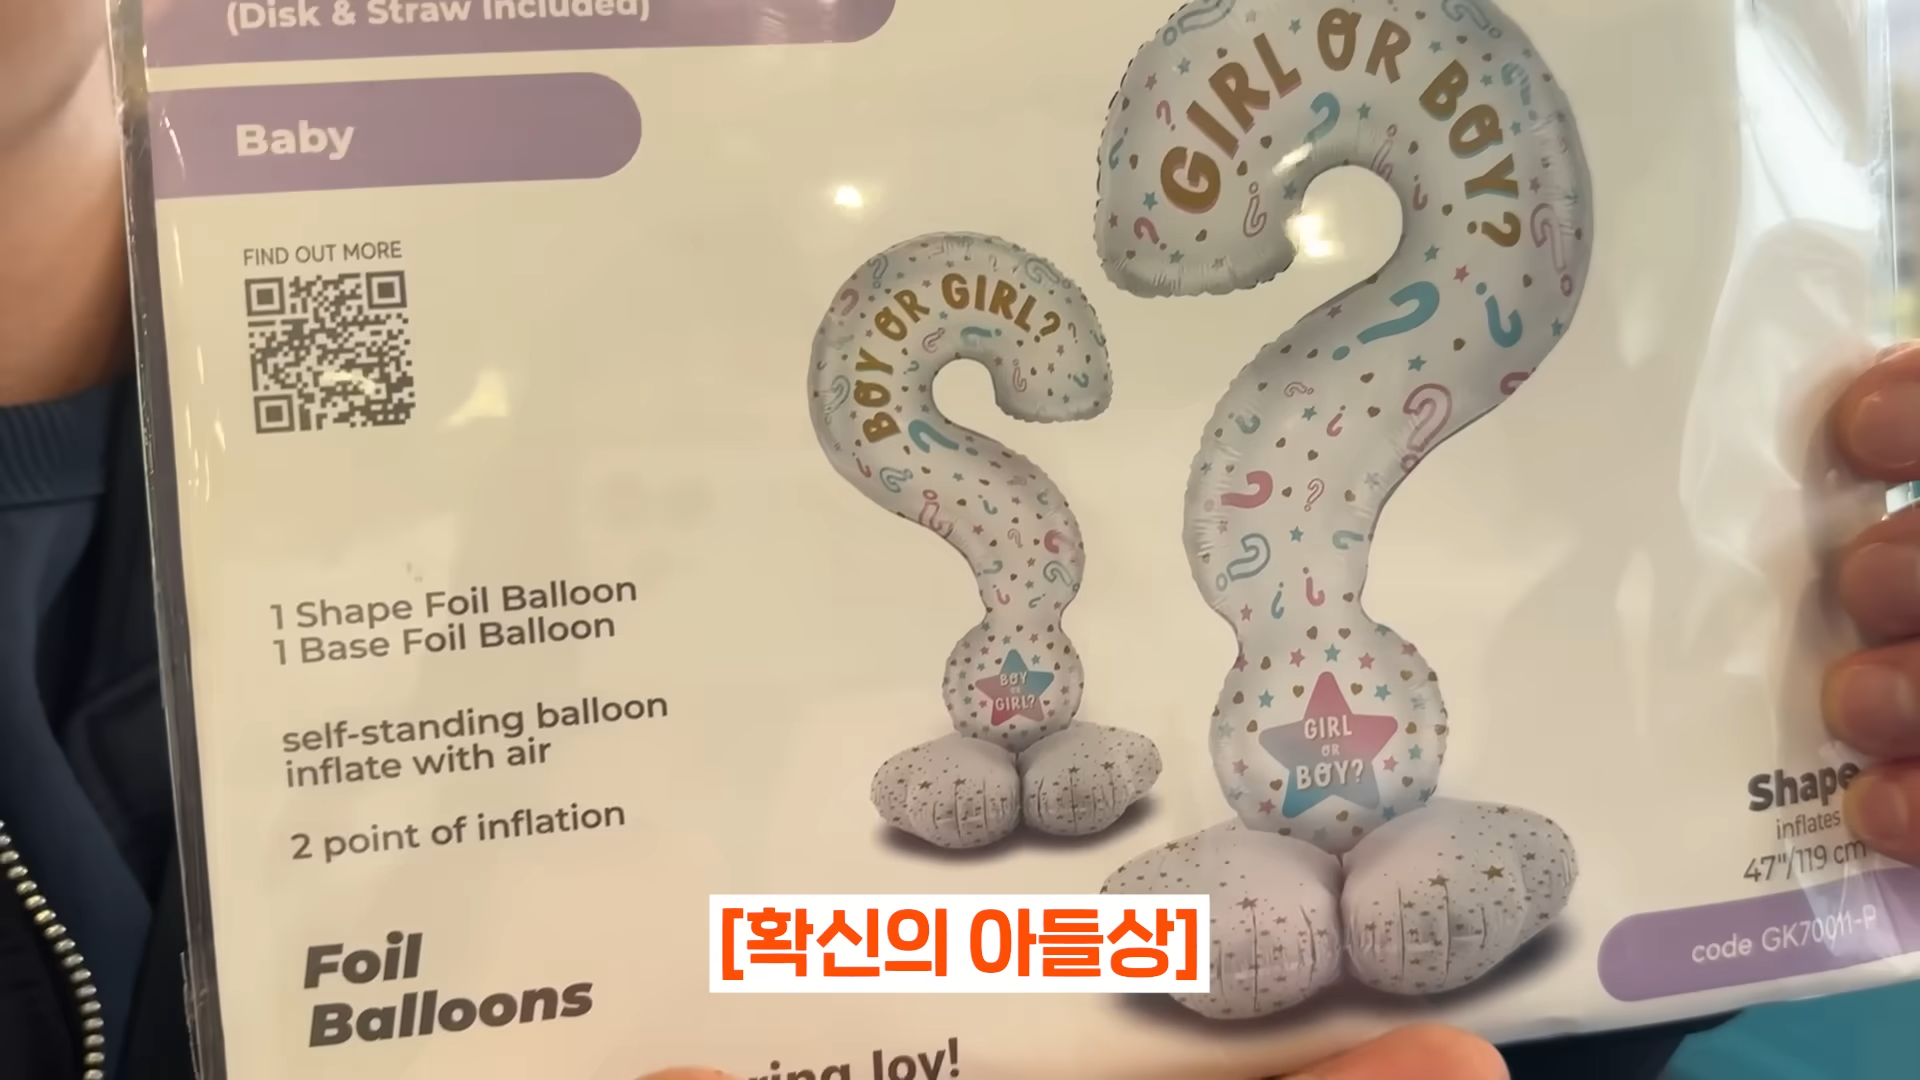 (Disk & Straw Included)
Baby
FIND OUT MORE
GIRL OR BOY?
BOY OR GIRL?
1 Shape Foil Balloon
1 Base Foil Balloon
self-standing balloon
inflate with air
2 point of inflation
BOY
OR
GIRL?
GIRL
OR
BOY?
Shape
inflates
47"/119 cm
code GK70011-P
Foil
Balloons
[확신의 아들상]
Joy!